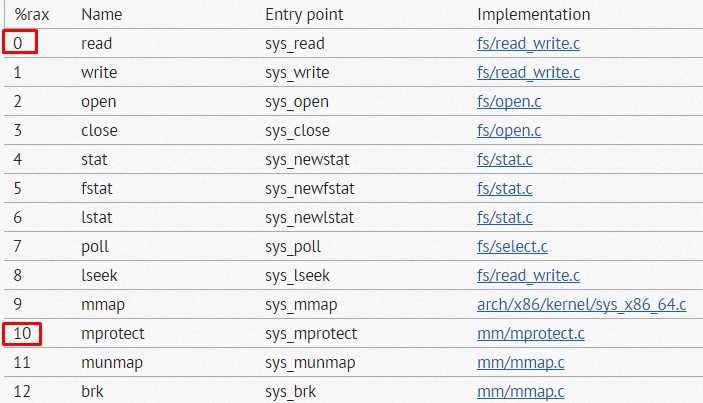 %rax Name Entry point Implementation
0 read sys_read fs/read_write.c
1 write sys_write fs/read_write.c
2 open sys_open fs/open.c
3 close sys_close fs/open.c
4 stat sys_newstat fs/stat.c
5 fstat sys_newfstat fs/stat.c
6 lstat sys_newlstat fs/stat.c
7 poll sys_poll fs/select.c
8 lseek sys_lseek fs/read_write.c
9 mmap sys_mmap arch/x86/kernel/sys_x86_64.c
10 mprotect sys_mprotect mm/mprotect.c
11 munmap sys_munmap mm/mmap.c
12 brk sys_brk mm/mmap.c